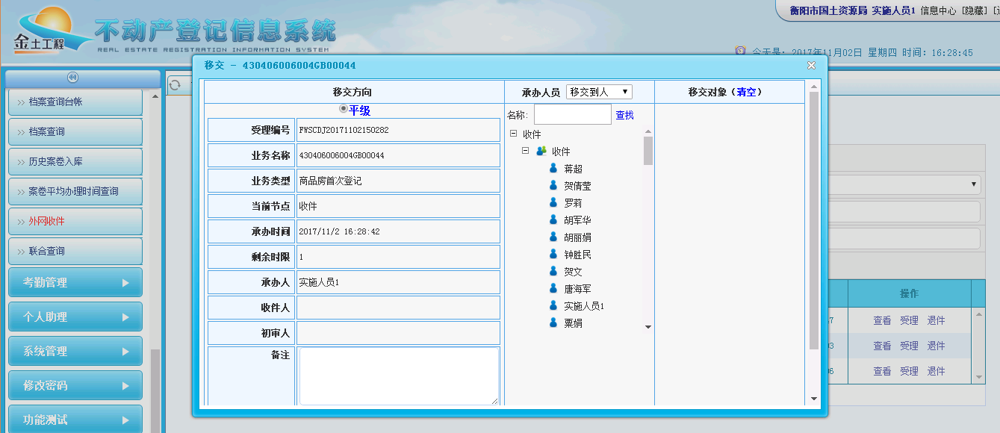 衡阳市国土资源局 实施人员1 信息中心 [隐藏]
金土工程
不动产登记信息系统
REAL ESTATE REGISTRATION INFORMATION SYSTEM
今天是: 2017年11月02日 星期四 时间: 16:28:45
档案查询台帐
档案查询
历史案卷入库
案卷平均办理时间查询
外网收件
联合查询
考勤管理
个人助理
系统管理
修改密码
功能测试
移交 - 430406006004GB00044
移交方向
平级
受理编号 FWSCDJ20171102150282
业务名称 430406006004GB00044
业务类型 商品房首次登记
当前节点 收件
承办时间 2017/11/2 16:28:42
剩余时限 1
承办人 实施人员1
收件人
初审人
备注
承办人员 移交到人
名称: 查找
收件
收件
蒋超
贺倩莹
罗莉
胡军华
胡丽娟
钟胜民
贺文
唐海军
实施人员1
粟娟
移交对象（清空）
操作
查看 受理 退件
查看 受理 退件
查看 受理 退件